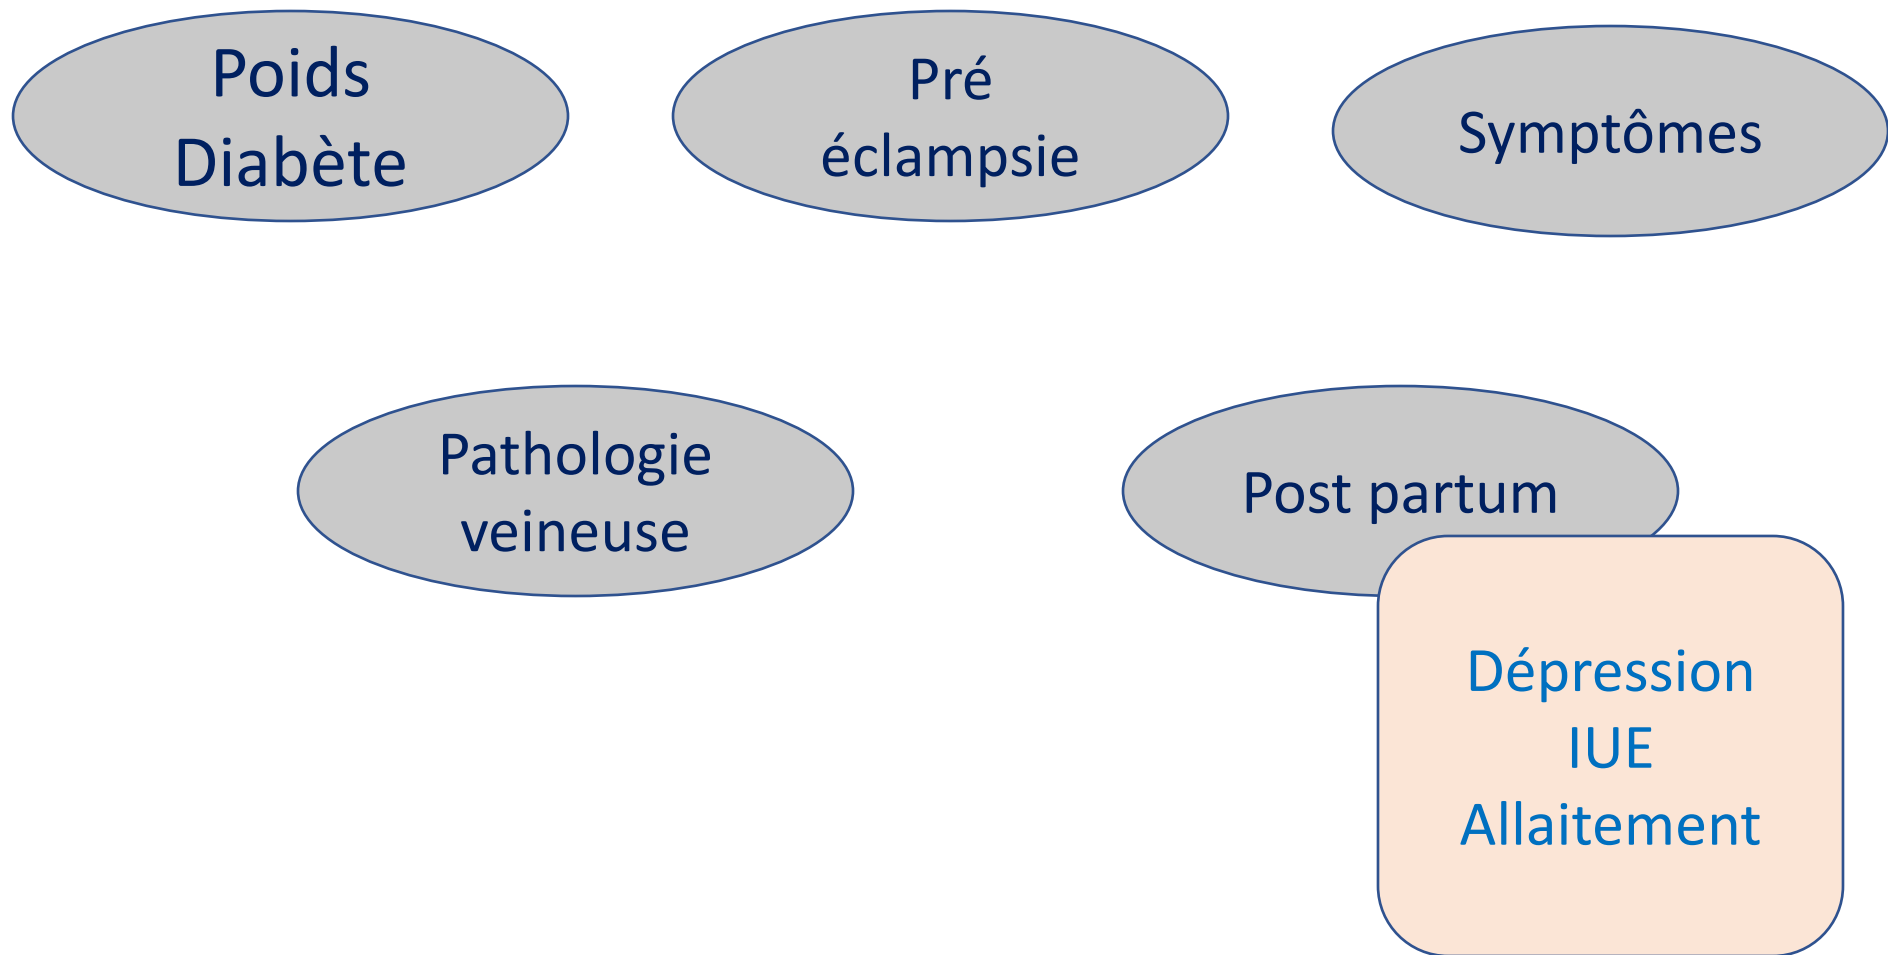 Poids
Diabète
Pré
éclampsie
Symptômes
Pathologie
veineuse
Post partum
Dépression
IUE
Allaitement